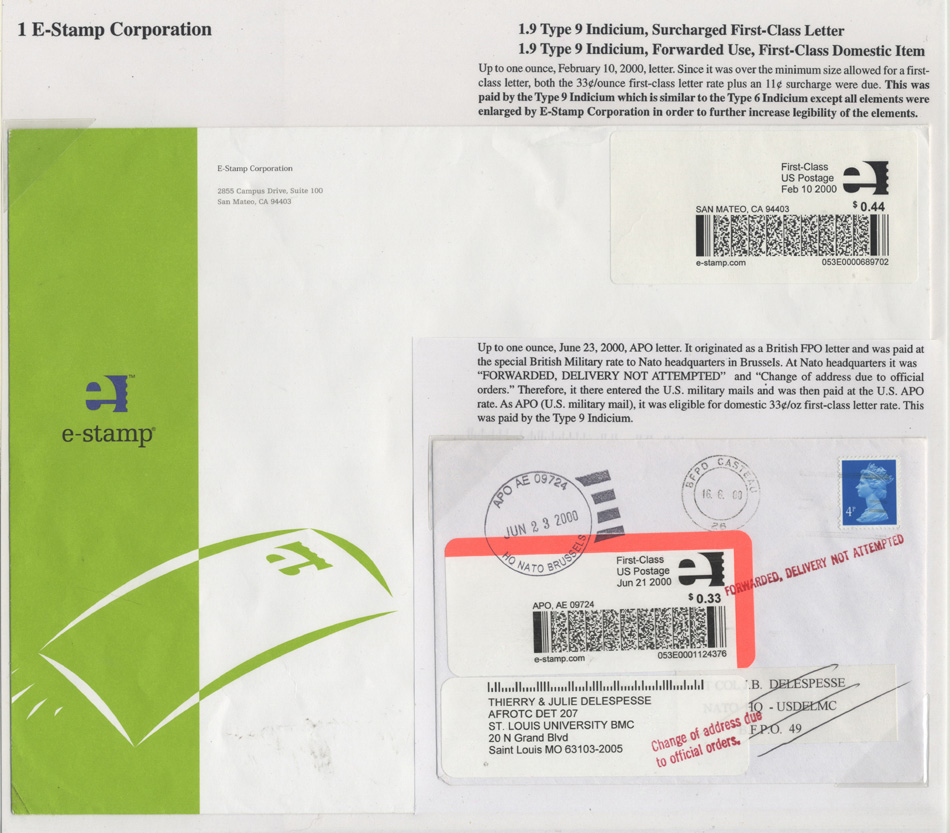 1 E-Stamp Corporation
1.9 Type 9 Indicium, Surcharged First-Class Letter
1.9 Type 9 Indicium, Forwarded Use, First-Class Domestic Item
Up to one ounce, February 10, 2000, letter. Since it was over the minimum size allowed for a first-
class letter, both the 33¢/ounce first-class letter rate plus an 11¢ surcharge were due. This was
paid by the Type 9 Indicium which is similar to the Type 6 Indicium except all elements were
enlarged by E-Stamp Corporation in order to further increase legibility of the elements.
E-Stamp Corporation
2855 Campus Drive, Suite 100
San Mateo, CA 94403
First-Class
US Postage
Feb 10 2000
e
$ 0.44
SAN MATEO, CA 94403
e-stamp.com 053E0000689702
e™
e-stamp®
e
Up to one ounce, June 23, 2000, APO letter. It originated as a British FPO letter and was paid at
the special British Military rate to Nato headquarters in Brussels. At Nato headquarters it was
“FORWARDED, DELIVERY NOT ATTEMPTED” and “Change of address due to official
orders.” Therefore, it there entered the U.S. military mails and was then paid at the U.S. APO
rate. As APO (U.S. military mail), it was eligible for domestic 33¢/oz first-class letter rate. This
was paid by the Type 9 Indicium.
APO AE 09724
JUN 23 2000
HQ NATO BRUSSELS
BFPO CASTEAU
16. 6. 00
26
4P
FORWARDED, DELIVERY NOT ATTEMPTED
First-Class
US Postage
Jun 21 2000
e
$ 0.33
APO, AE 09724
e-stamp.com 053E0001124376
THIERRY & JULIE DELESPESSE
AFROTC DET 207
ST. LOUIS UNIVERSITY BMC
20 N Grand Blvd
Saint Louis MO 63103-2005
COL J.B. DELESPESSE
NATO HQ - USDELMC
F.P.O. 49
Change of address due
to official orders.